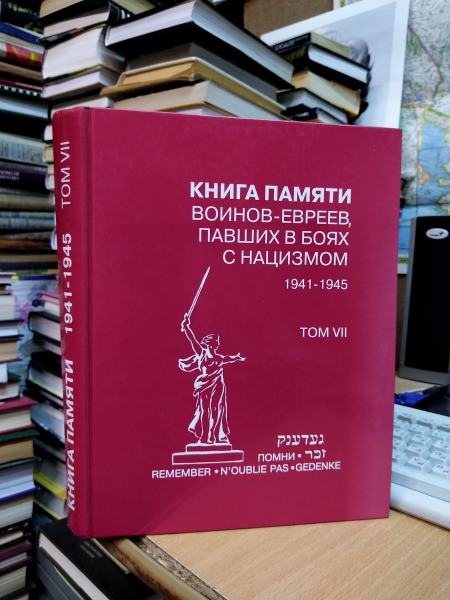 КНИГА ПАМЯТИ
ВОИНОВ-ЕВРЕЕВ,
ПАВШИХ В БОЯХ
С НАЦИЗМОМ
1941-1945
ТОМ VII
געדענק
ПОМНИ • זכר
REMEMBER • N'OUBLIE PAS • GEDENKE
КНИГА ПАМЯТИ 1941-1945 ТОМ VII